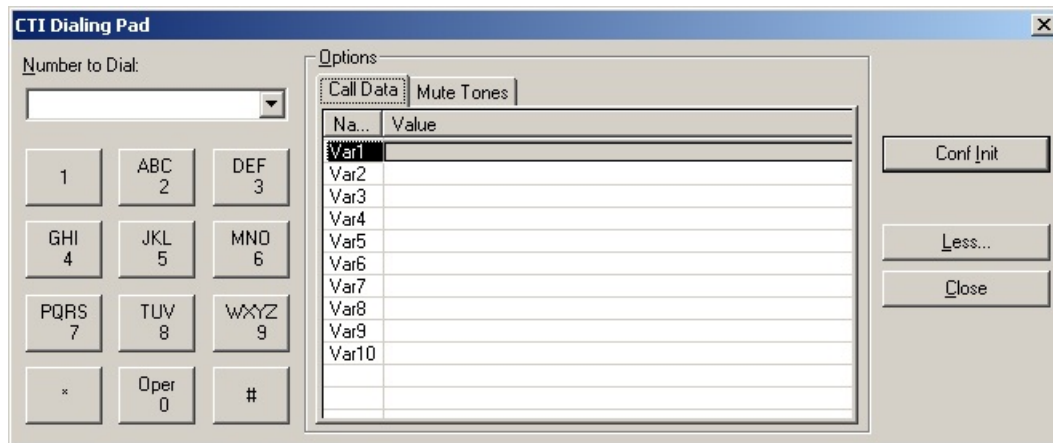 CTI Dialing Pad
Number to Dial:
1
ABC
2
DEF
3
GHI
4
JKL
5
MNO
6
PQRS
7
TUV
8
WXYZ
9
*
Oper
0
#
Options
Call Data
Mute Tones
Na... Value
Var1
Var2
Var3
Var4
Var5
Var6
Var7
Var8
Var9
Var10
Conf Init
Less...
Close